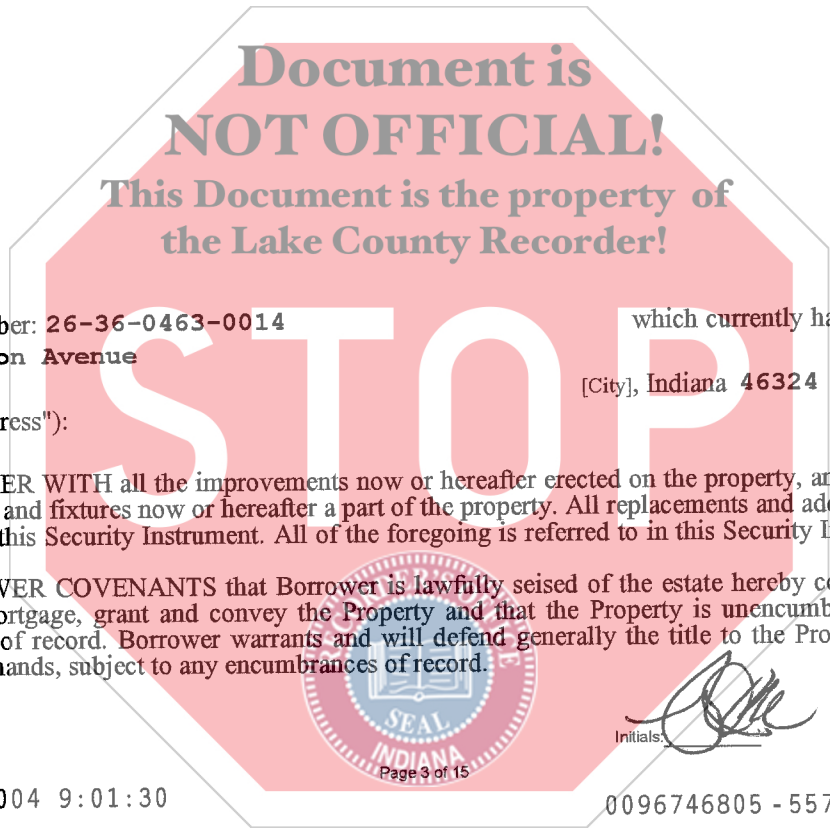 Document is
NOT OFFICIAL!
This Document is the property of
the Lake County Recorder!
STOP
ber: 26-36-0463-0014 which currently ha
on Avenue
[City], Indiana 46324
ress"):
ER WITH all the improvements now or hereafter erected on the property, an
and fixtures now or hereafter a part of the property. All replacements and add
this Security Instrument. All of the foregoing is referred to in this Security I
VER COVENANTS that Borrower is lawfully seised of the estate hereby co
ortgage, grant and convey the Property and that the Property is unencumb
of record. Borrower warrants and will defend generally the title to the Pro
ands, subject to any encumbrances of record.
RECORDER'S OFFICE
SEAL
INDIANA
Initials:
Page 3 of 15
004 9:01:30
0096746805 - 557